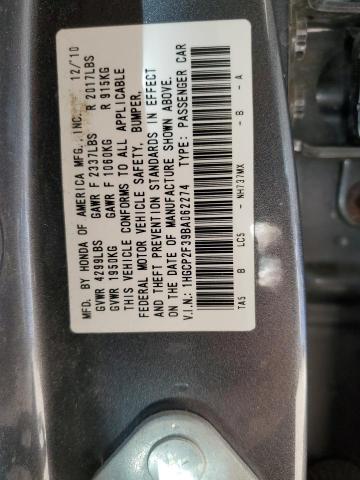 MFD. BY HONDA OF AMERICA MFG., INC. 12/10
GVWR 4299LBS GAWR F 2337LBS R 2017LBS
GVWR 1950KG GAWR F 1060KG R 915KG
THIS VEHICLE CONFORMS TO ALL APPLICABLE
FEDERAL MOTOR VEHICLE SAFETY, BUMPER,
AND THEFT PREVENTION STANDARDS IN EFFECT
ON THE DATE OF MANUFACTURE SHOWN ABOVE.
V.I.N: 1HGCP2F39BA062274 TYPE: PASSENGER CAR
TA5 B LC5 - NH737MX - B - A